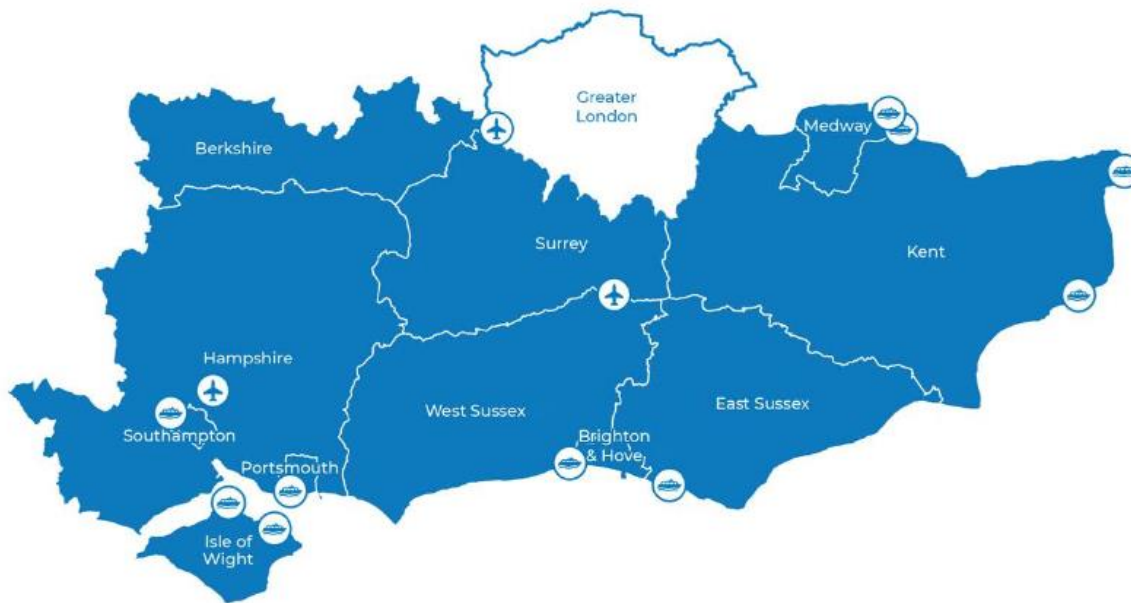 Greater
London
Medway
Berkshire
Surrey
Kent
Hampshire
West Sussex
East Sussex
Southampton
Brighton
& Hove
Portsmouth
Isle of
Wight